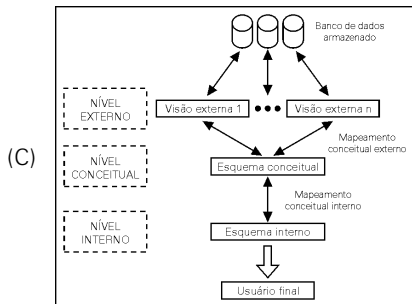 (C)
Banco de dados
armazenado
NÍVEL
EXTERNO
Visão externa 1
Visão externa n
Mapeamento
conceitual externo
NÍVEL
CONCEITUAL
Esquema conceitual
Mapeamento
conceitual interno
NÍVEL
INTERNO
Esquema interno
Usuário final